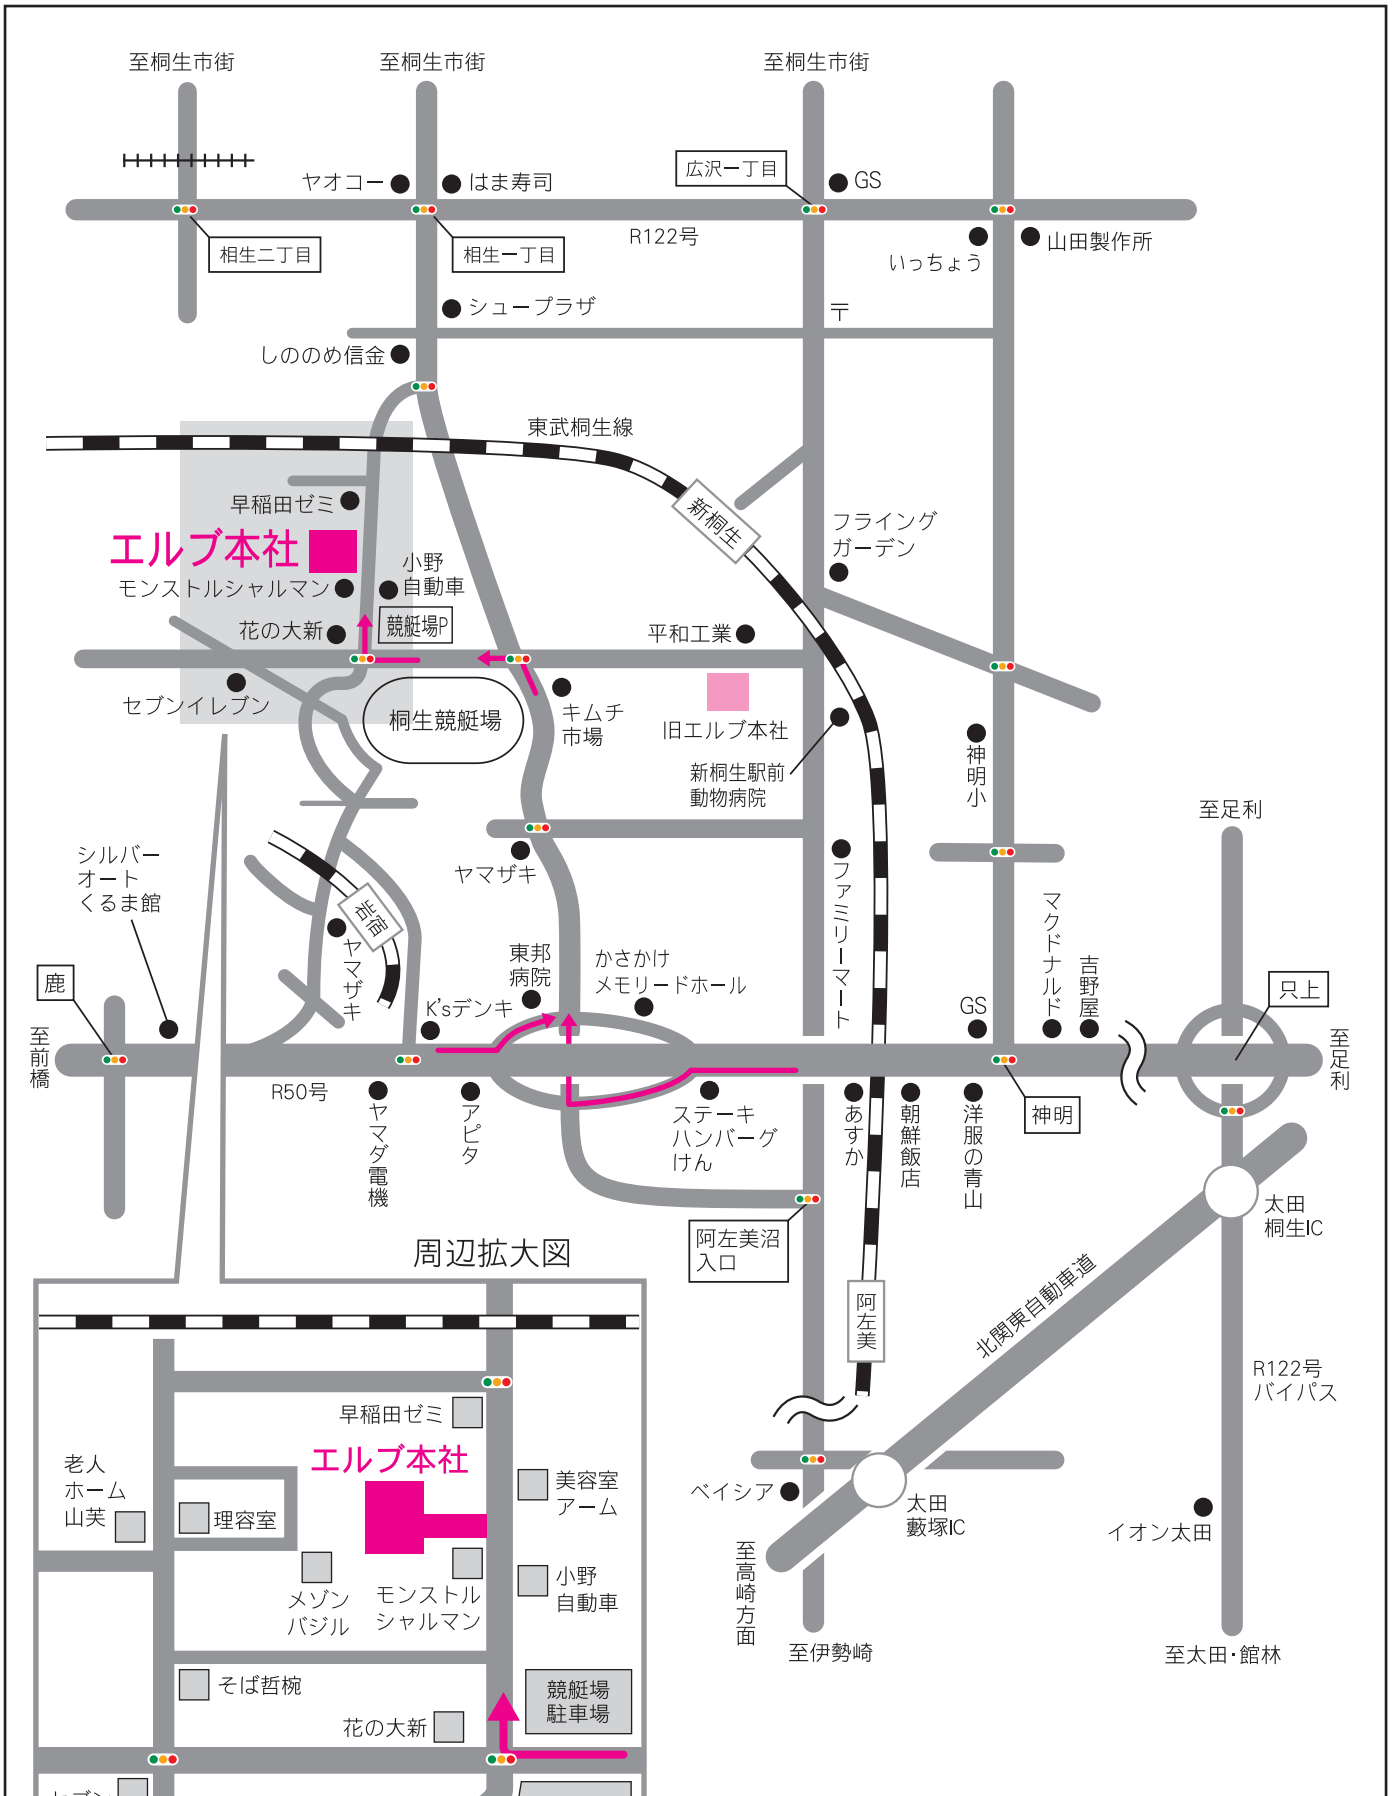 至桐生市街
至桐生市街
至桐生市街
ヤオコー
はま寿司
広沢一丁目
GS
相生二丁目
相生一丁目
R122号
いっちょう
山田製作所
シュープラザ
〒
しののめ信金
東武桐生線
早稲田ゼミ
新桐生
フライング
ガーデン
エルブ本社
小野
自動車
モンストルシャルマン
競艇場P
花の大新
平和工業
セブンイレブン
桐生競艇場
キムチ
市場
旧エルブ本社
新桐生駅前
動物病院
神明小
至足利
シルバー
オート
くるま館
ヤマザキ
ファミリーマート
岩宿
ヤマザキ
東邦
病院
かさかけ
メモリードホール
マクドナルド
吉野屋
鹿
K'sデンキ
GS
只上
至前橋
至足利
R50号
ヤマダ電機
アピタ
ステーキ
ハンバーグ
けん
あすか
朝鮮飯店
洋服の青山
神明
太田
桐生IC
阿左美沼
入口
周辺拡大図
阿左美
北関東自動車道
R122号
バイパス
早稲田ゼミ
エルブ本社
老人
ホーム
山芙
理容室
美容室
アーム
ベイシア
太田
藪塚IC
イオン太田
メゾン
バジル
モンストル
シャルマン
小野
自動車
至高崎方面
至伊勢崎
至太田・館林
そば哲椀
競艇場
駐車場
花の大新